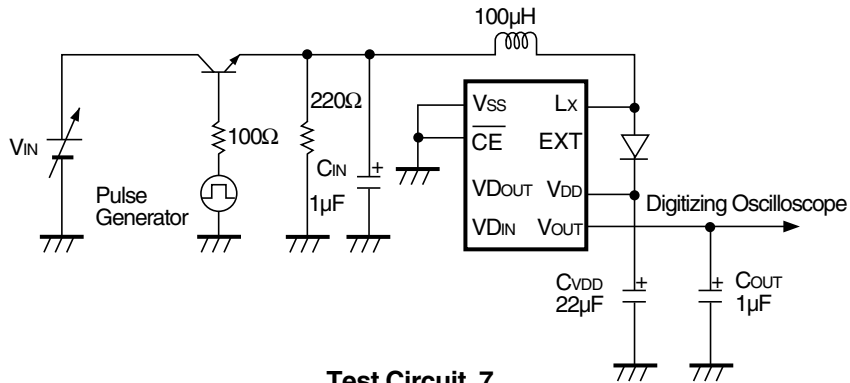 100µH
220Ω
VIN
100Ω
CIN
+
1µF
Pulse
Generator
VSS
LX
CE
EXT
VDOUT
VDD
VDIN
VOUT
Digitizing Oscilloscope
CVDD
22µF
+
COUT
1µF
+
Test Circuit 7